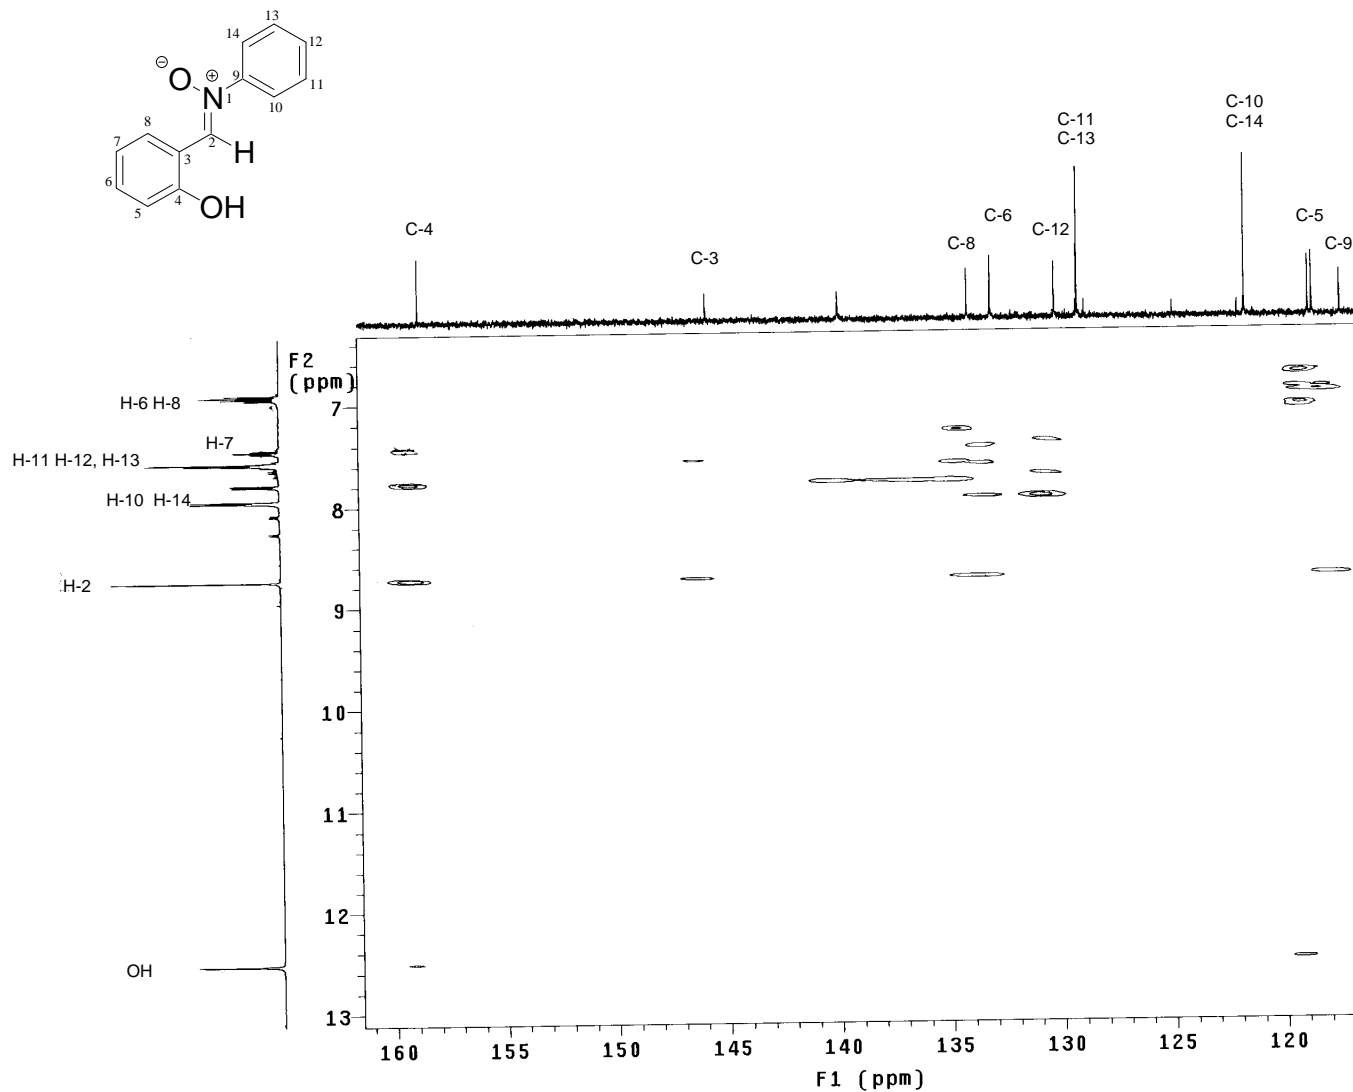 13
14
12
⊖
O
⊕
9
11
N
1
10
8
7
2
H
3
6
4
5
OH
C-10
C-14
C-11
C-13
C-4
C-3
C-8
C-6
C-12
C-5
C-9
F2
(ppm)
H-6 H-8
7
H-7
H-11 H-12, H-13
H-10 H-14
8
H-2
9
10
11
12
OH
13
160
155
150
145
140
135
130
125
120
F1 (ppm)